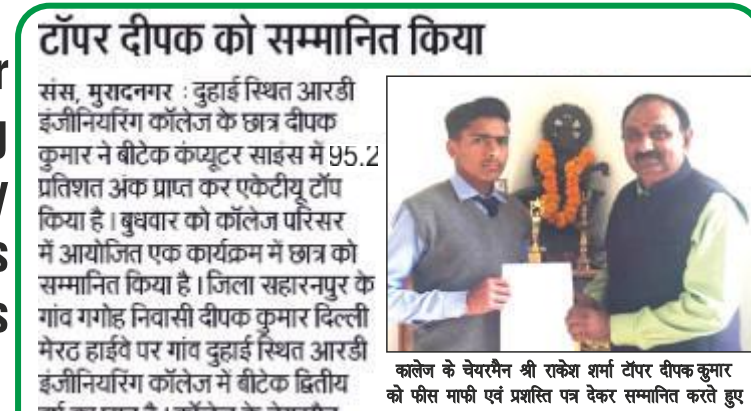 टॉपर दीपक को सम्मानित किया
संस, मुरादनगर : दुहाई स्थित आरडी
इंजीनियरिंग कॉलेज के छात्र दीपक
कुमार ने बीटेक कंप्यूटर साइंस में 95.2
प्रतिशत अंक प्राप्त कर एकेटीयू टॉप
किया है। बुधवार को कॉलेज परिसर
में आयोजित एक कार्यक्रम में छात्र को
सम्मानित किया है। जिला सहारनपुर के
गांव गगोह निवासी दीपक कुमार दिल्ली
मेरठ हाईवे पर गांव दुहाई स्थित आरडी
इंजीनियरिंग कॉलेज में बीटेक द्वितीय
कालेज के चेयरमैन श्री राकेश शर्मा टॉपर दीपक कुमार
को फीस माफी एवं प्रशस्ति पत्र देकर सम्मानित करते हुए